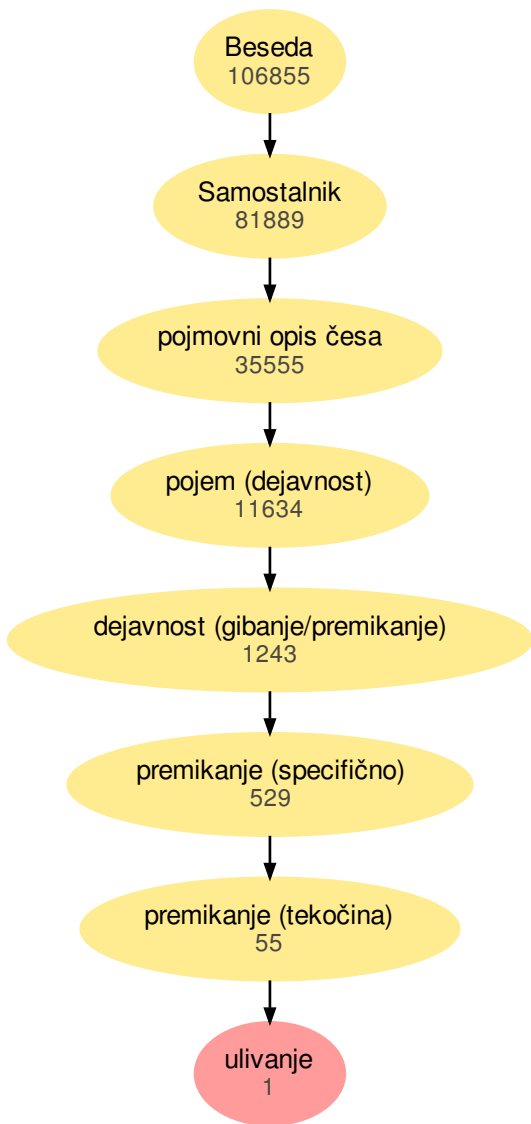 Beseda
106855
Samostalnik
81889
pojmovni opis česa
35555
pojem (dejavnost)
11634
dejavnost (gibanje/premikanje)
1243
premikanje (specifično)
529
premikanje (tekočina)
55
ulivanje
1